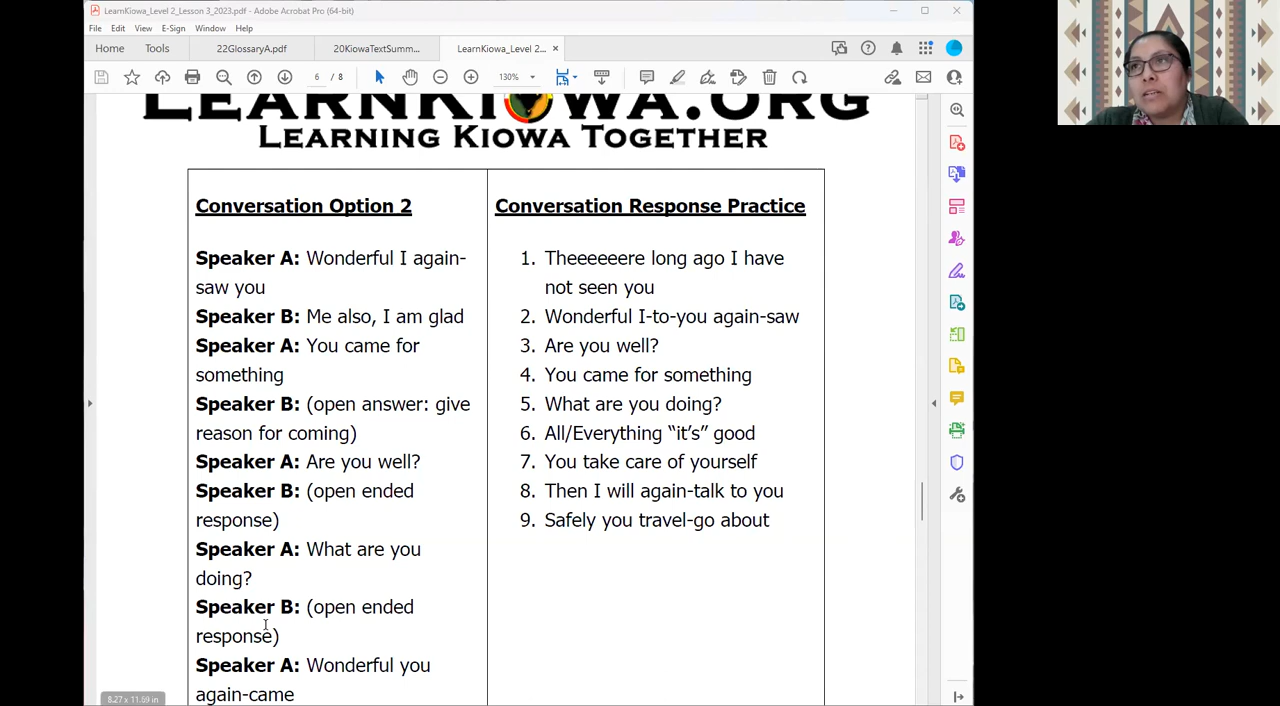 LearnKiowa_Level 2_Lesson 3_2023.pdf - Adobe Acrobat Pro (64-bit)
File Edit View E-Sign Window Help
Home Tools 22GlossaryA.pdf 20KiowaTextSumm... LearnKiowa_Level 2... ×
6 / 8 130%
LEARNKIOWA.ORG
LEARNING KIOWA TOGETHER
Conversation Option 2
Speaker A: Wonderful I again-
saw you
Speaker B: Me also, I am glad
Speaker A: You came for
something
Speaker B: (open answer: give
reason for coming)
Speaker A: Are you well?
Speaker B: (open ended
response)
Speaker A: What are you
doing?
Speaker B: (open ended
response)
Speaker A: Wonderful you
again-came
Conversation Response Practice
1. Theeeeeere long ago I have
not seen you
2. Wonderful I-to-you again-saw
3. Are you well?
4. You came for something
5. What are you doing?
6. All/Everything “it’s” good
7. You take care of yourself
8. Then I will again-talk to you
9. Safely you travel-go about
8.27 x 11.69 in